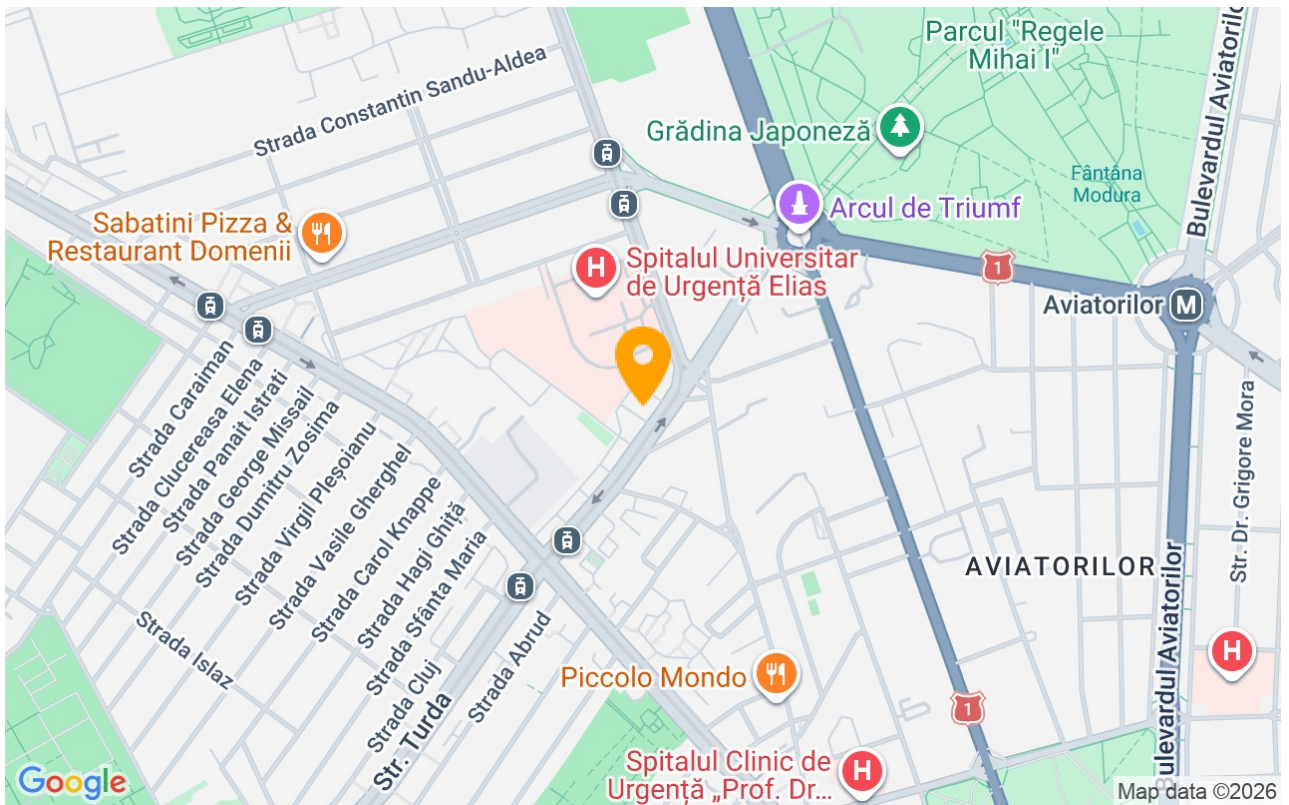 Parcul "Regele
Mihai I"
Bulevardul Aviatorilor
Strada Constantin Sandu-Aldea
Grădina Japoneză
Fântâna
Modura
Sabatini Pizza &
Restaurant Domenii
Arcul de Triumf
Spitalul Universitar
de Urgență Elias
H
1
Aviatorilor
M
Strada Caraiman
Strada Clucereasa Elena
Strada Panait Istrati
Strada George Missail
Strada Dumitru Zosima
Strada Virgil Pleșoianu
Strada Vasile Gherghel
Strada Carol Knappe
Strada Hagi Ghiță
Strada Sfânta Maria
Strada Cluj
Str. Turda
Strada Abrud
Strada Islaz
Str. Dr. Grigore Mora
AVIATORILOR
Bulevardul Aviatorilor
H
Piccolo Mondo
1
Spitalul Clinic de
Urgență „Prof. Dr...
H
Google
Map data ©2026